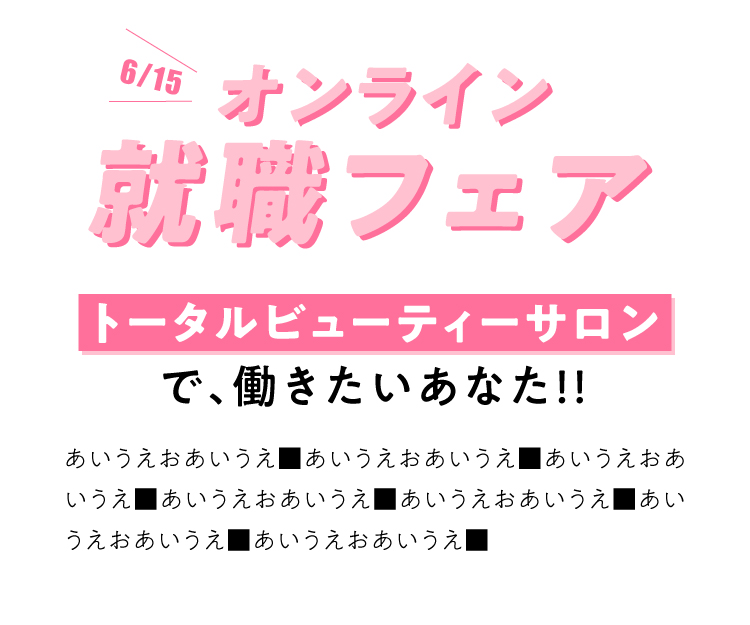 6/15
オンライン
就職フェア
トータルビューティーサロン
で、働きたいあなた!!
あいうえおあいうえ■あいうえおあいうえ■あいうえおあ
いうえ■あいうえおあいうえ■あいうえおあいうえ■あい
うえおあいうえ■あいうえおあいうえ■